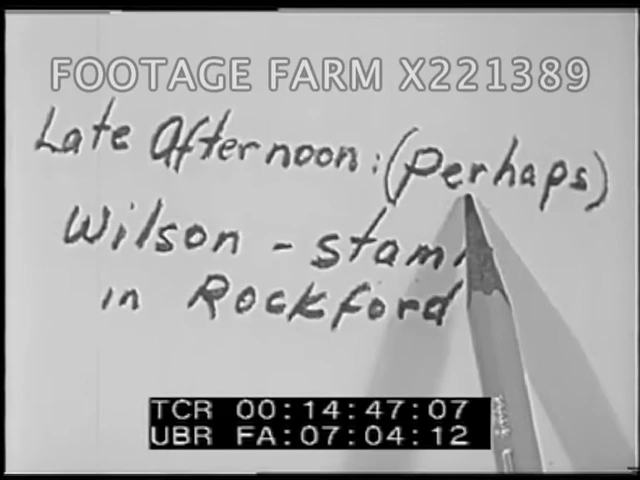 FOOTAGE FARM X221389
Late Afternoon: (Perhaps)
Wilson - stam
in Rockford
TCR 00:14:47:07
UBR FA:07:04:12